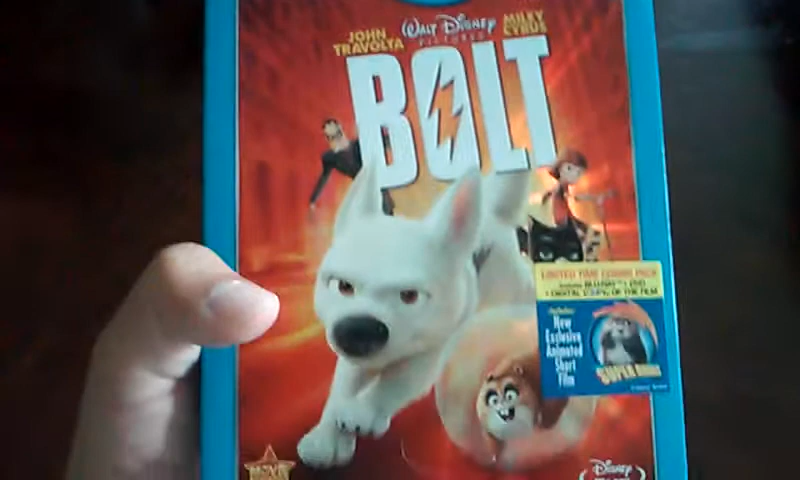 JOHN TRAVOLTA
WALT DISNEY PICTURES
MILEY CYRUS
BOLT
LIMITED TIME COMBO PACK
Includes BLU-RAY + DVD
+ DIGITAL COPY OF THE FILM
Includes
New
Exclusive
Animated
Short
Film
SUPER RHINO
MOVIE
Disney